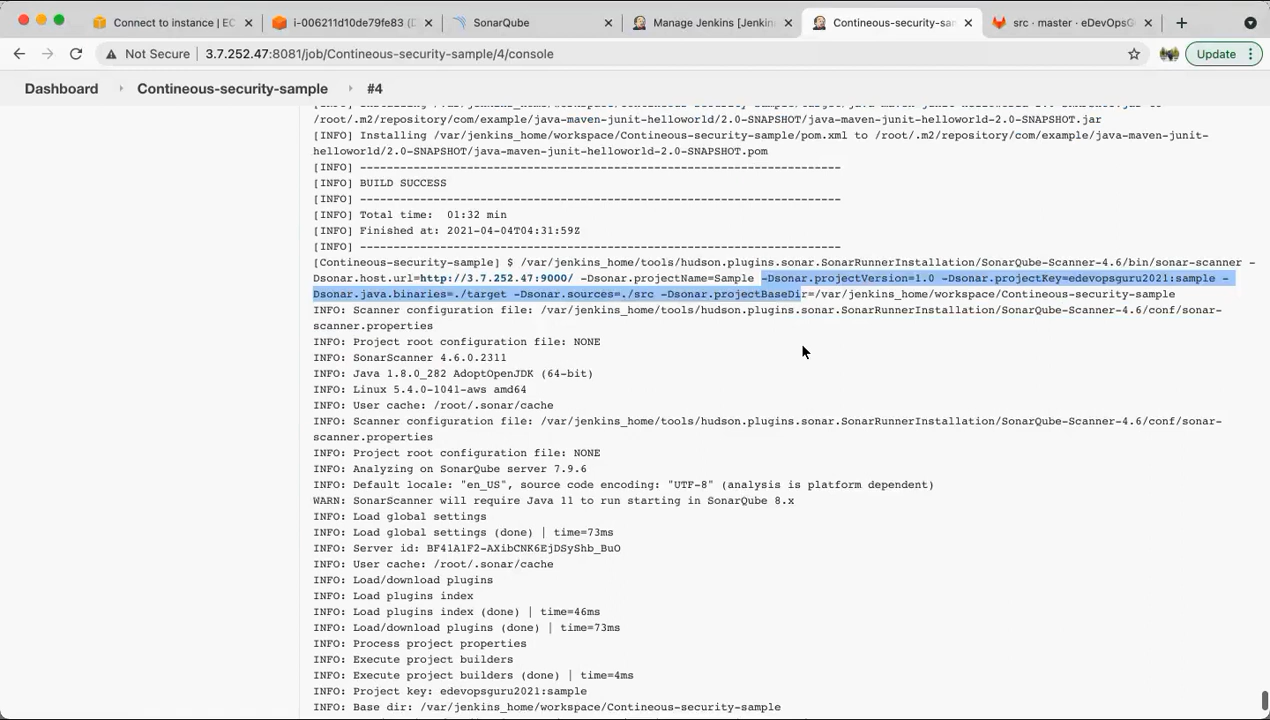 Connect to instance | EC
i-006211d10de79fe83 (D
SonarQube
Manage Jenkins [Jenkin
Contineous-security-sam
src · master · eDevOpsG
Not Secure
3.7.252.47:8081/job/Contineous-security-sample/4/console
Update
Dashboard
Contineous-security-sample
#4
/root/.m2/repository/com/example/java-maven-junit-helloworld/2.0-SNAPSHOT/java-maven-junit-helloworld-2.0-SNAPSHOT.jar
[INFO] Installing /var/jenkins_home/workspace/Contineous-security-sample/pom.xml to /root/.m2/repository/com/example/java-maven-junit-
helloworld/2.0-SNAPSHOT/java-maven-junit-helloworld-2.0-SNAPSHOT.pom
[INFO] ------------------------------------------------------------------------
[INFO] BUILD SUCCESS
[INFO] ------------------------------------------------------------------------
[INFO] Total time:  01:32 min
[INFO] Finished at: 2021-04-04T04:31:59Z
[INFO] ------------------------------------------------------------------------
[Contineous-security-sample] $ /var/jenkins_home/tools/hudson.plugins.sonar.SonarRunnerInstallation/SonarQube-Scanner-4.6/bin/sonar-scanner -
Dsonar.host.url=http://3.7.252.47:9000/ -Dsonar.projectName=Sample -Dsonar.projectVersion=1.0 -Dsonar.projectKey=edevopsguru2021:sample -
Dsonar.java.binaries=./target -Dsonar.sources=./src -Dsonar.projectBaseDir=/var/jenkins_home/workspace/Contineous-security-sample
INFO: Scanner configuration file: /var/jenkins_home/tools/hudson.plugins.sonar.SonarRunnerInstallation/SonarQube-Scanner-4.6/conf/sonar-
scanner.properties
INFO: Project root configuration file: NONE
INFO: SonarScanner 4.6.0.2311
INFO: Java 1.8.0_282 AdoptOpenJDK (64-bit)
INFO: Linux 5.4.0-1041-aws amd64
INFO: User cache: /root/.sonar/cache
INFO: Scanner configuration file: /var/jenkins_home/tools/hudson.plugins.sonar.SonarRunnerInstallation/SonarQube-Scanner-4.6/conf/sonar-
scanner.properties
INFO: Project root configuration file: NONE
INFO: Analyzing on SonarQube server 7.9.6
INFO: Default locale: "en_US", source code encoding: "UTF-8" (analysis is platform dependent)
WARN: SonarScanner will require Java 11 to run starting in SonarQube 8.x
INFO: Load global settings
INFO: Load global settings (done) | time=73ms
INFO: Server id: BF41A1F2-AXibCNK6EjDSyShb_BuO
INFO: User cache: /root/.sonar/cache
INFO: Load/download plugins
INFO: Load plugins index
INFO: Load plugins index (done) | time=46ms
INFO: Load/download plugins (done) | time=73ms
INFO: Process project properties
INFO: Execute project builders
INFO: Execute project builders (done) | time=4ms
INFO: Project key: edevopsguru2021:sample
INFO: Base dir: /var/jenkins_home/workspace/Contineous-security-sample